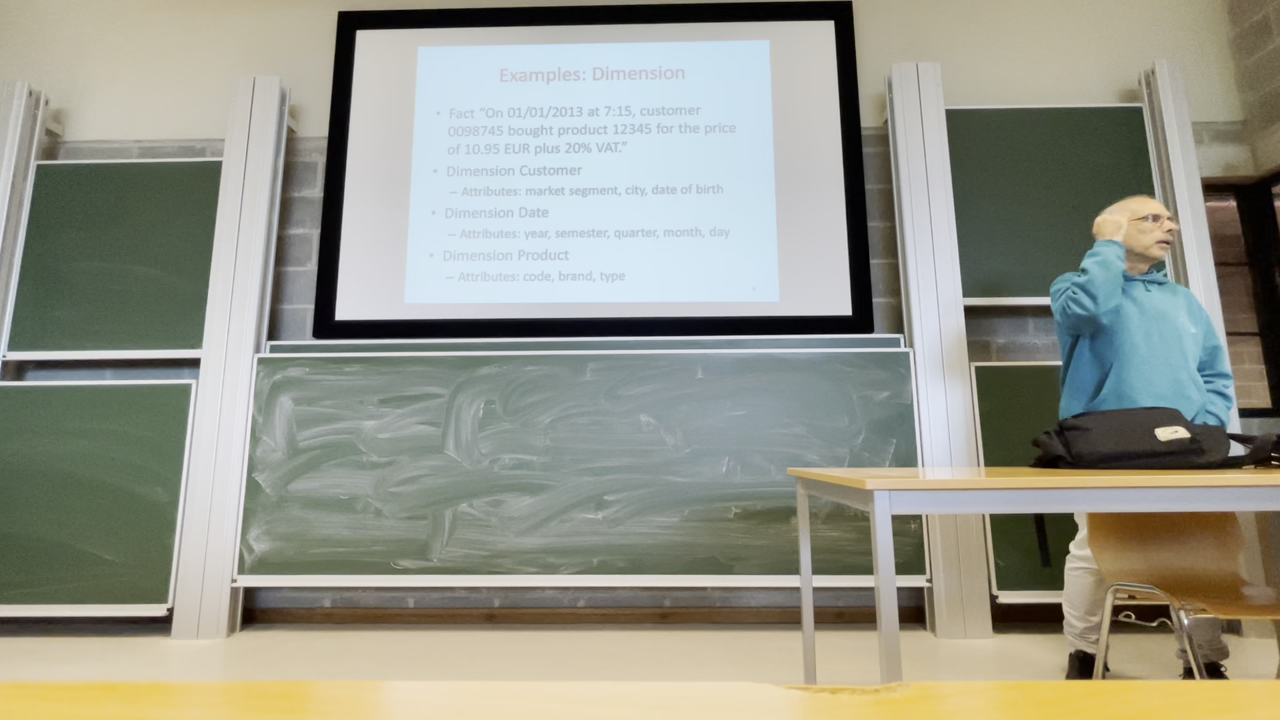 Examples: Dimension
• Fact “On 01/01/2013 at 7:15, customer
0098745 bought product 12345 for the price
of 10.95 EUR plus 20% VAT.”
• Dimension Customer
– Attributes: market segment, city, date of birth
• Dimension Date
– Attributes: year, semester, quarter, month, day
• Dimension Product
– Attributes: code, brand, type